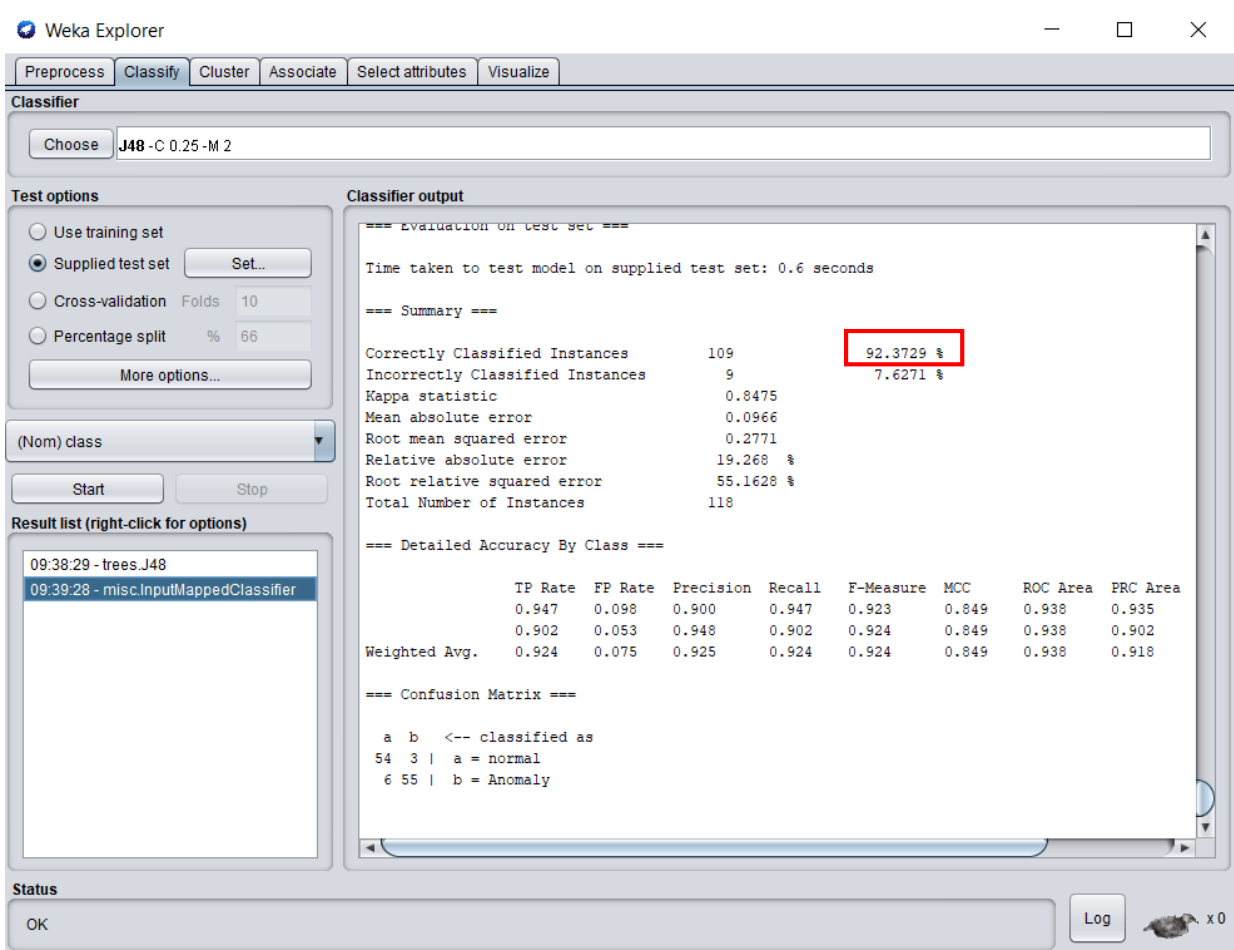 Weka Explorer
Preprocess Classify Cluster Associate Select attributes Visualize
Classifier
Choose J48 -C 0.25 -M 2
Test options
Use training set
Supplied test set Set...
Cross-validation Folds 10
Percentage split % 66
More options...
(Nom) class
Start Stop
Result list (right-click for options)
09:38:29 - trees.J48
09:39:28 - misc.InputMappedClassifier
Classifier output
=== Evaluation on test set ===
Time taken to test model on supplied test set: 0.6 seconds
=== Summary ===
Correctly Classified Instances 109 92.3729 %
Incorrectly Classified Instances 9 7.6271 %
Kappa statistic 0.8475
Mean absolute error 0.0966
Root mean squared error 0.2771
Relative absolute error 19.268 %
Root relative squared error 55.1628 %
Total Number of Instances 118
=== Detailed Accuracy By Class ===
TP Rate FP Rate Precision Recall F-Measure MCC ROC Area PRC Area
0.947 0.098 0.900 0.947 0.923 0.849 0.938 0.935
0.902 0.053 0.948 0.902 0.924 0.849 0.938 0.902
Weighted Avg. 0.924 0.075 0.925 0.924 0.924 0.849 0.938 0.918
=== Confusion Matrix ===
a b <-- classified as
54 3 | a = normal
6 55 | b = Anomaly
Status
OK
Log x 0